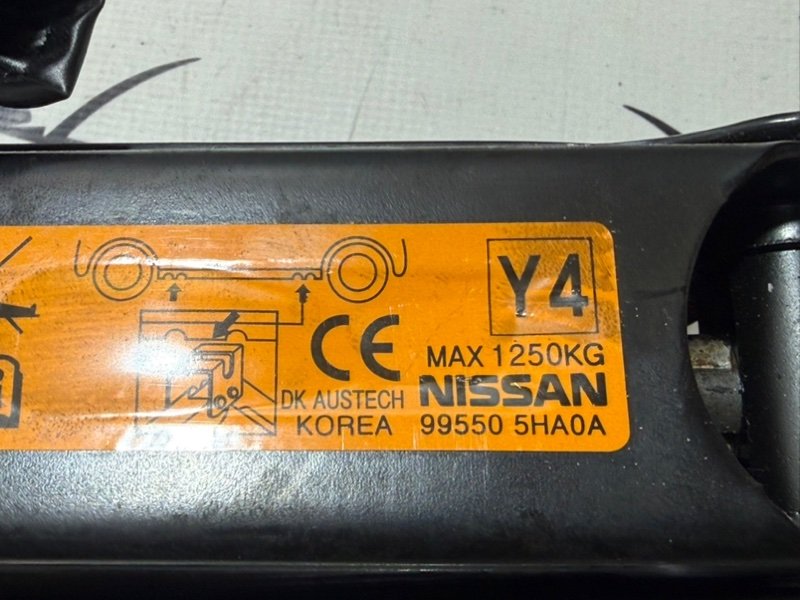 Y4
CE
MAX 1250KG
DK AUSTECH NISSAN
KOREA 99550 5HA0A